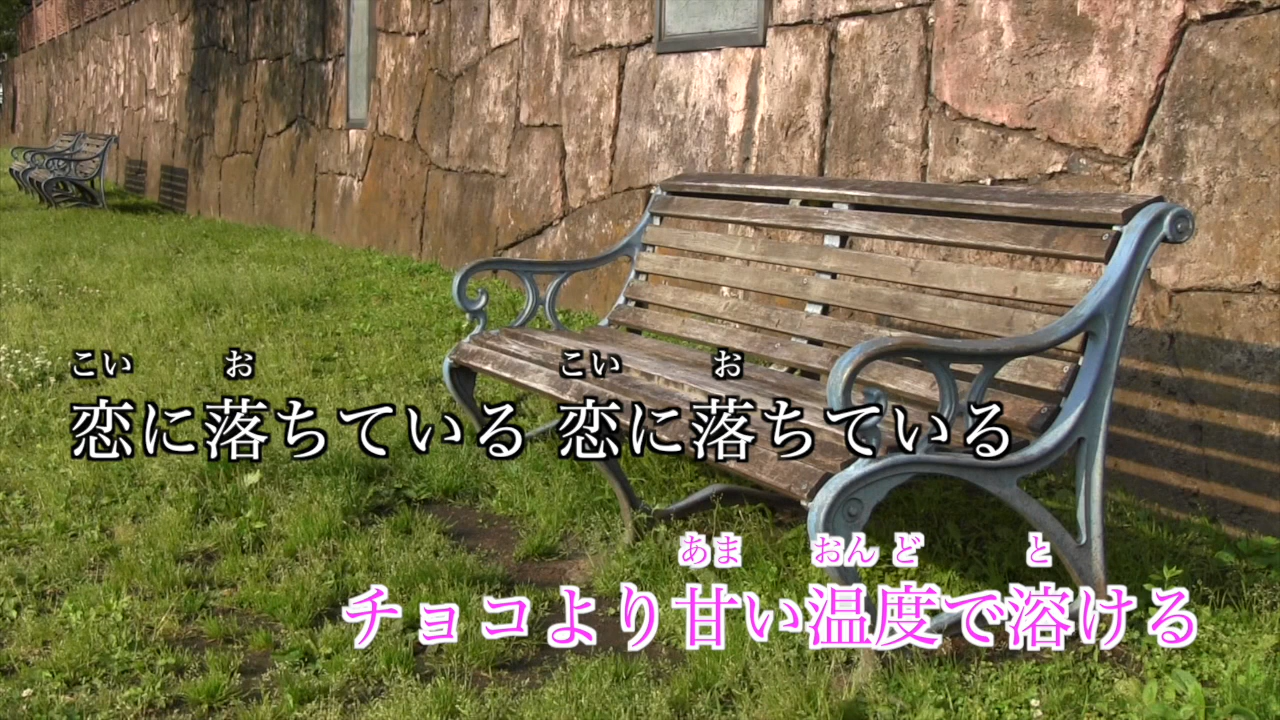 こい お こい お
恋に落ちている 恋に落ちている
あま おん ど と
チョコより甘い温度で溶ける